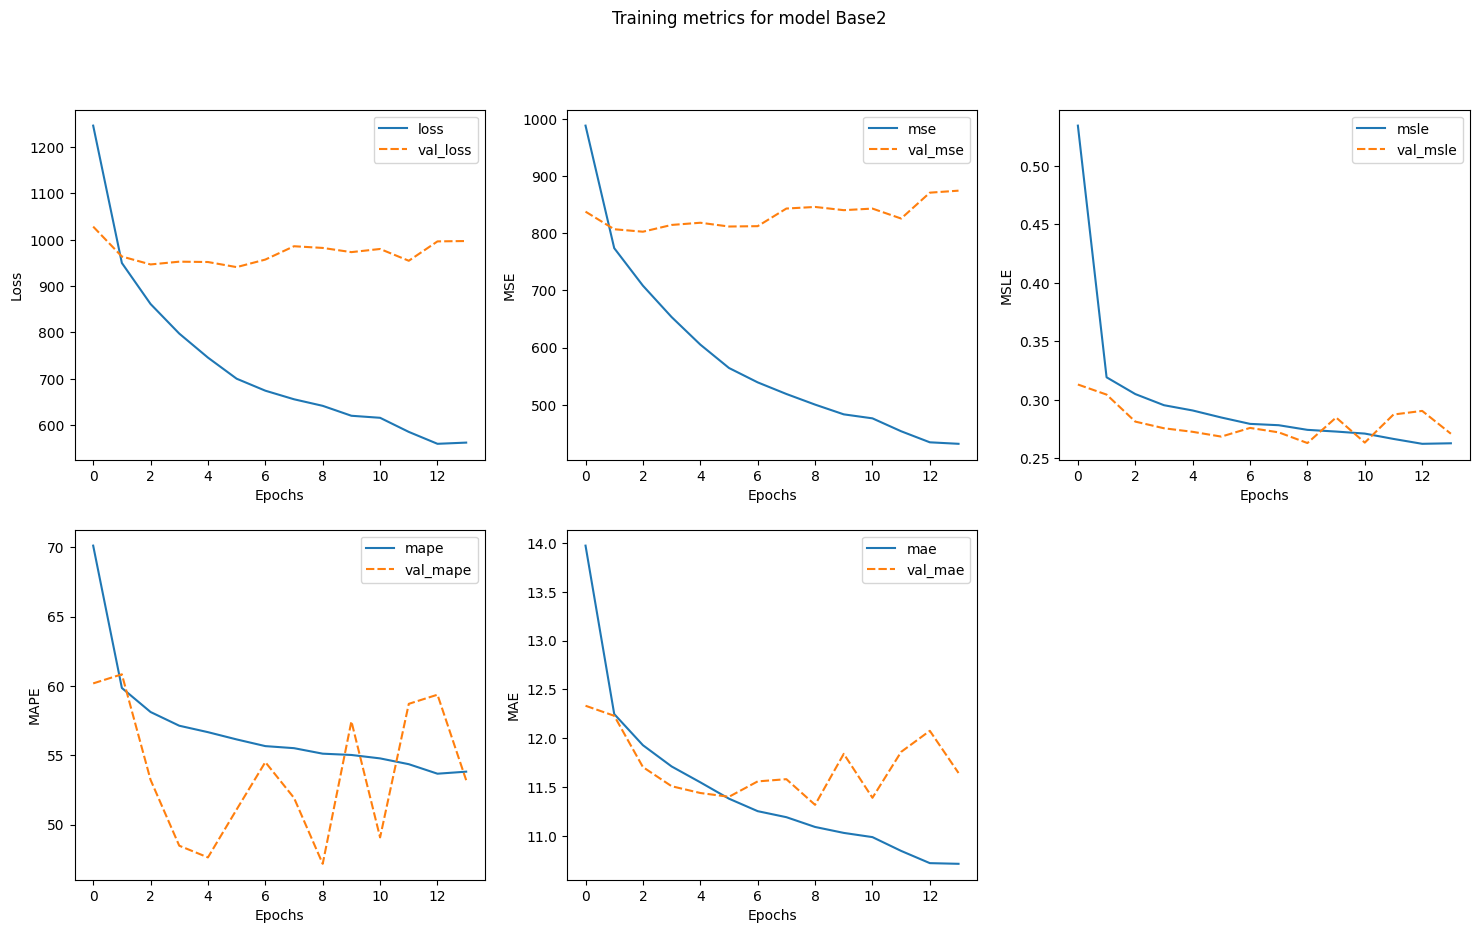 Training metrics for model Base2
loss
val_loss
1200
1100
1000
900
800
700
600
Loss
0 2 4 6 8 10 12
Epochs
mse
val_mse
1000
900
800
700
600
500
MSE
0 2 4 6 8 10 12
Epochs
msle
val_msle
0.50
0.45
0.40
0.35
0.30
0.25
MSLE
0 2 4 6 8 10 12
Epochs
mape
val_mape
70
65
60
55
50
MAPE
0 2 4 6 8 10 12
Epochs
mae
val_mae
14.0
13.5
13.0
12.5
12.0
11.5
11.0
MAE
0 2 4 6 8 10 12
Epochs